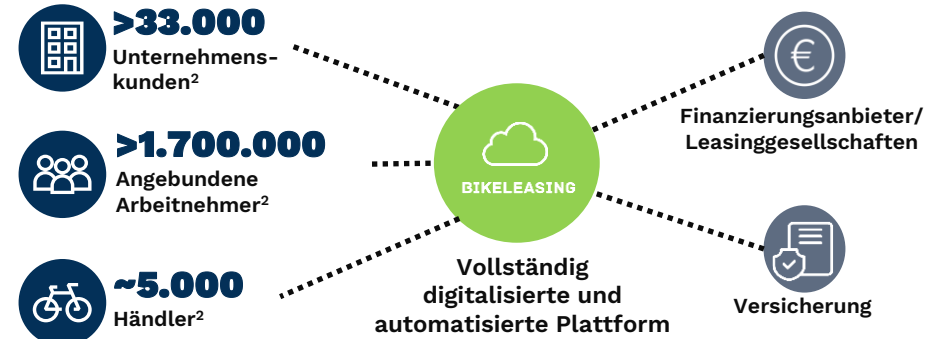 >33.000
Unternehmens-
kunden²
>1.700.000
Angebundene
Arbeitnehmer²
~5.000
Händler²
BIKELEASING
Vollständig
digitalisierte und
automatisierte Plattform
€
Finanzierungsanbieter/
Leasinggesellschaften
Versicherung